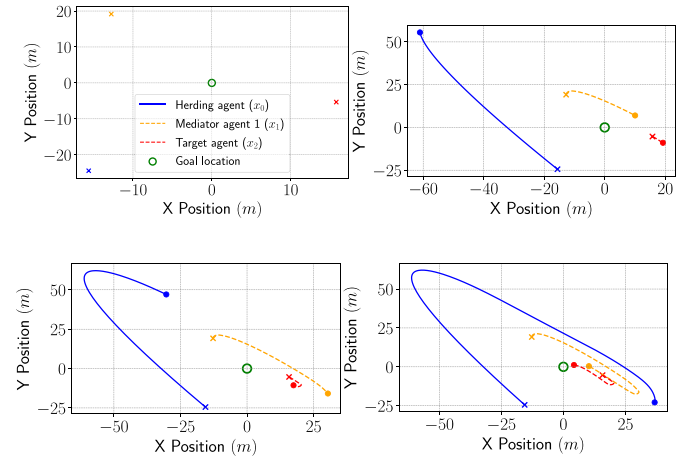 20
10
0
−10
−20
Y Position (m)
−10
0
10
X Position (m)
Herding agent (x₀)
Mediator agent 1 (x₁)
Target agent (x₂)
Goal location
50
25
0
−25
Y Position (m)
−60
−40
−20
0
20
X Position (m)
50
25
0
−25
Y Position (m)
−50
−25
0
25
X Position (m)
50
25
0
−25
Y Position (m)
−50
−25
0
25
X Position (m)